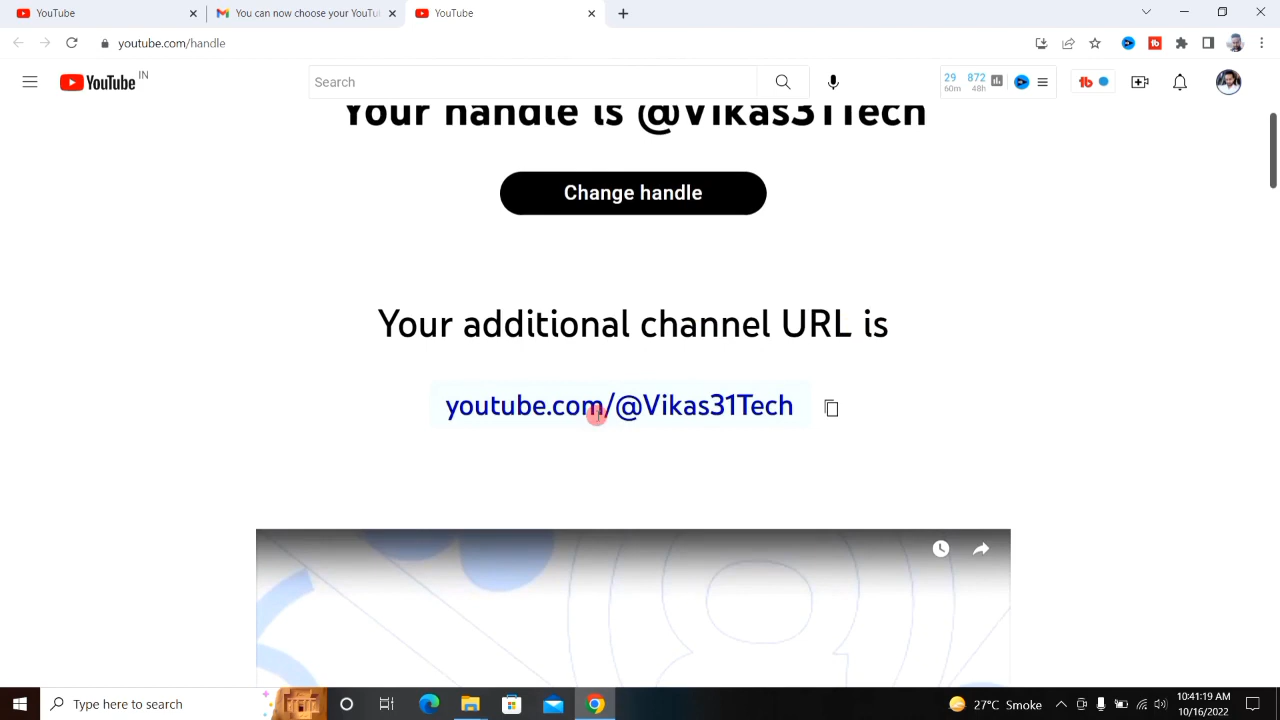 YouTube
You can now choose your YouTu
YouTube
youtube.com/handle
YouTube IN
Search
29 872
60m 48h
tb
Your handle is @Vikas31Tech
Change handle
Your additional channel URL is
youtube.com/@Vikas31Tech
Type here to search
27°C Smoke
10:41:19 AM
10/16/2022